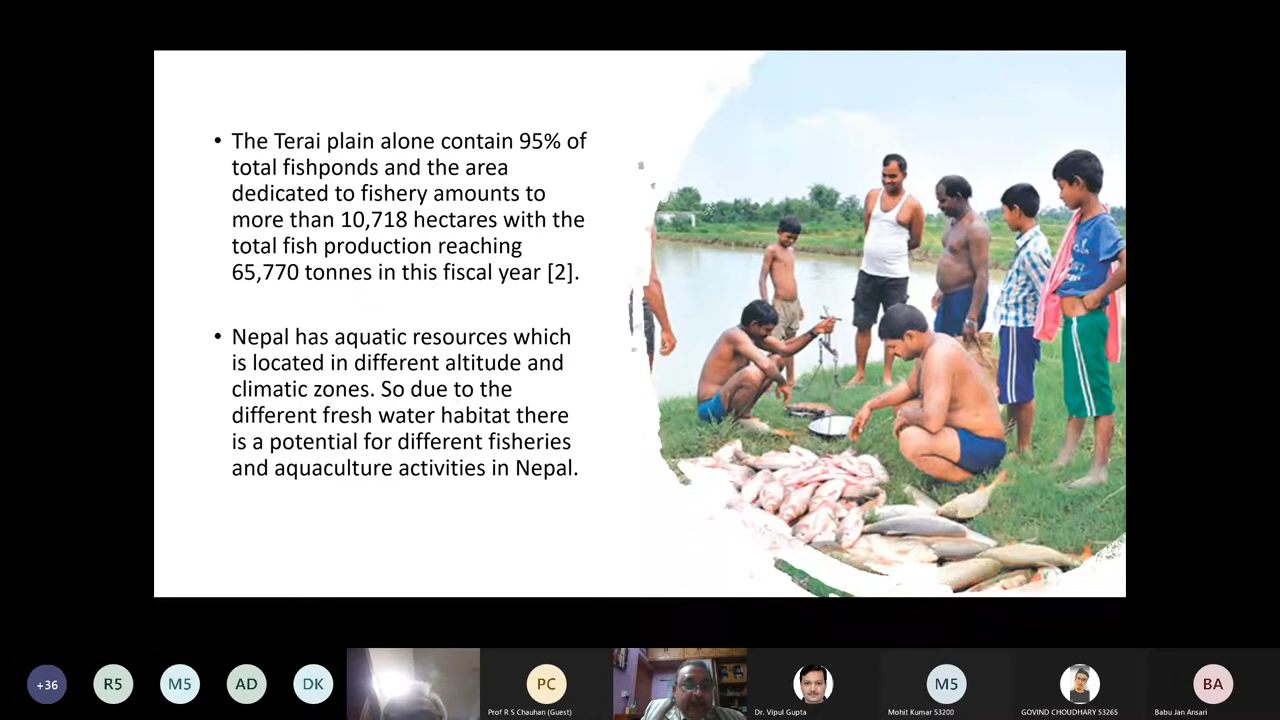 • The Terai plain alone contain 95% of
total fishponds and the area
dedicated to fishery amounts to
more than 10,718 hectares with the
total fish production reaching
65,770 tonnes in this fiscal year [2].
• Nepal has aquatic resources which
is located in different altitude and
climatic zones. So due to the
different fresh water habitat there
is a potential for different fisheries
and aquaculture activities in Nepal.
+36
R5
M5
AD
DK
PC
Prof R S Chauhan (Guest)
Dr. Vipul Gupta
M5
Mohit Kumar 53200
GOVIND CHOUDHARY 53265
BA
Babu Jan Ansari